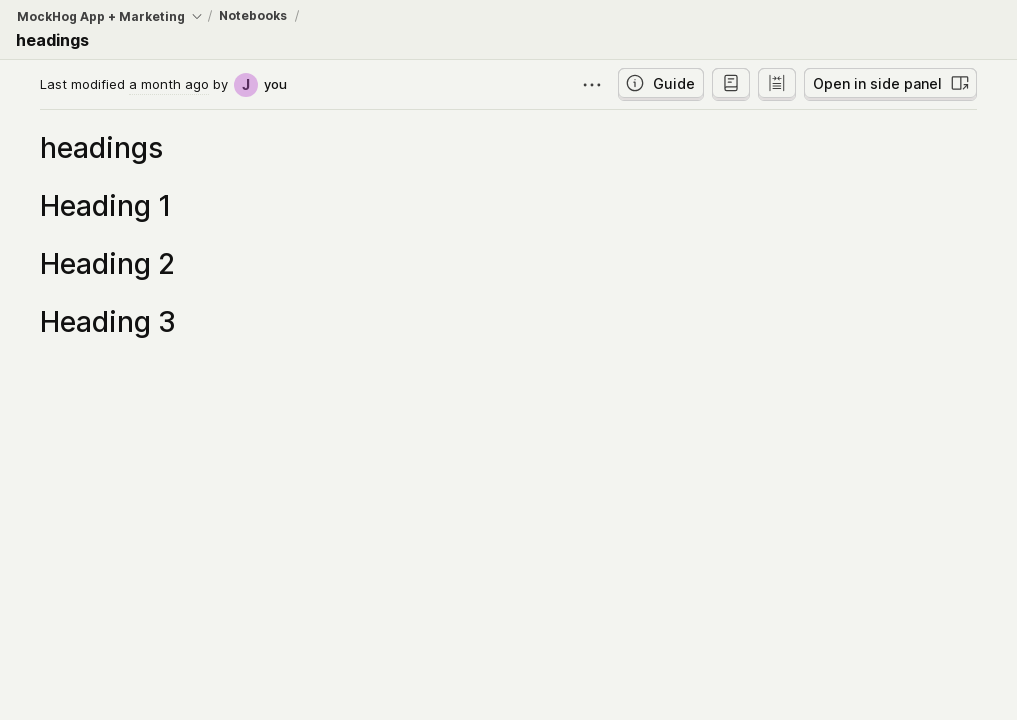 MockHog App + Marketing / Notebooks /
headings
Last modified a month ago by J you
Guide
Open in side panel
headings
Heading 1
Heading 2
Heading 3